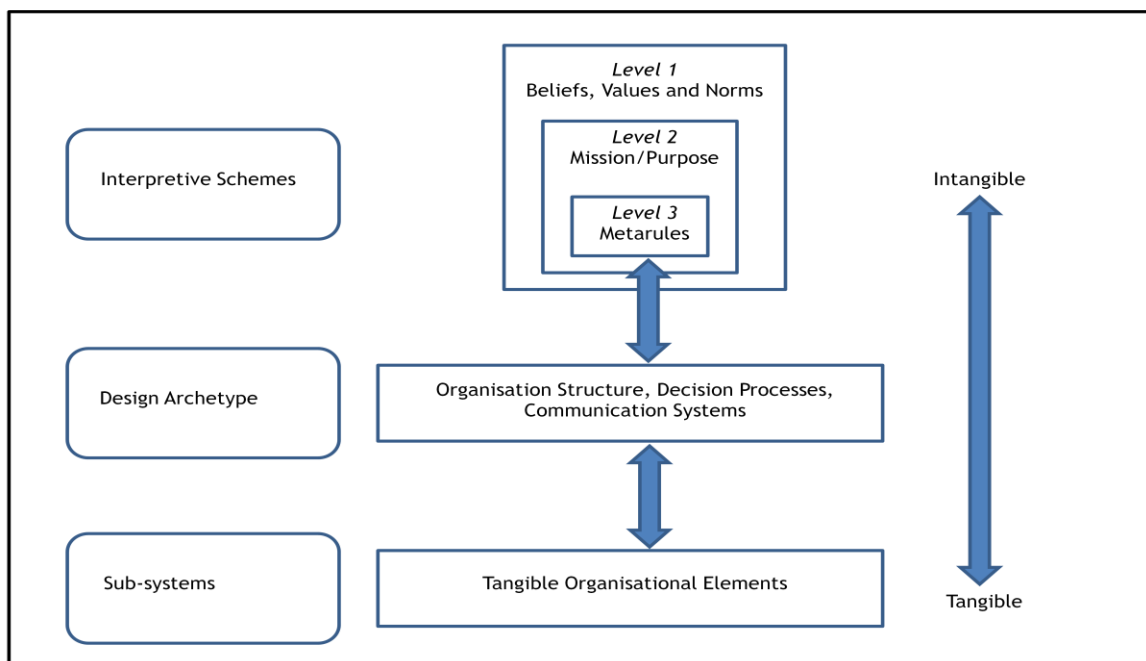 Level 1
Beliefs, Values and Norms
Level 2
Mission/Purpose
Level 3
Metarules
Interpretive Schemes
Intangible
Design Archetype
Organisation Structure, Decision Processes,
Communication Systems
Sub-systems
Tangible Organisational Elements
Tangible